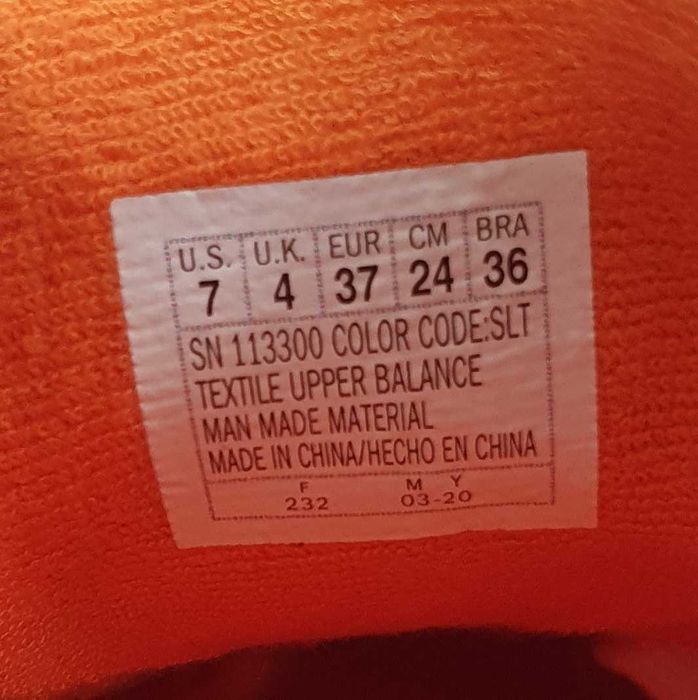 U.S. U.K. EUR CM BRA
7 4 37 24 36
SN 113300 COLOR CODE:SLT
TEXTILE UPPER BALANCE
MAN MADE MATERIAL
MADE IN CHINA/HECHO EN CHINA
F M Y
232 03-20